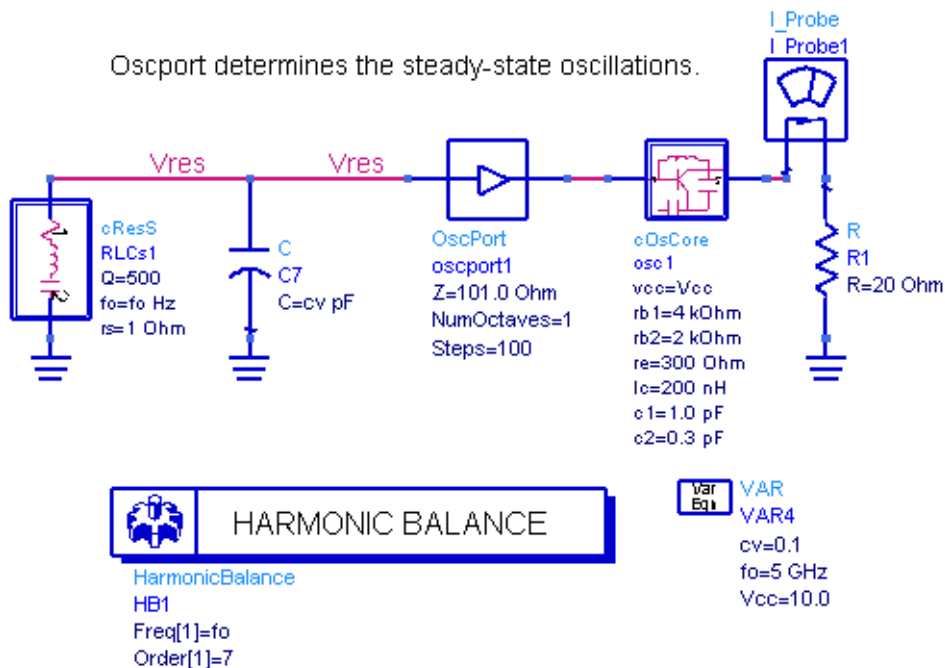 I_Probe
I_Probe1
Oscport determines the steady-state oscillations.
Vres
Vres
cResS
RLCs1
Q=500
fo=fo Hz
rs=1 Ohm
C
C7
C=cv pF
OscPort
oscport1
Z=101.0 Ohm
NumOctaves=1
Steps=100
cOsCore
osc1
vcc=Vcc
rb1=4 kOhm
rb2=2 kOhm
re=300 Ohm
lc=200 nH
c1=1.0 pF
c2=0.3 pF
R
R1
R=20 Ohm
HARMONIC BALANCE
HarmonicBalance
HB1
Freq[1]=fo
Order[1]=7
Var
Eqn
VAR
VAR4
cv=0.1
fo=5 GHz
Vcc=10.0